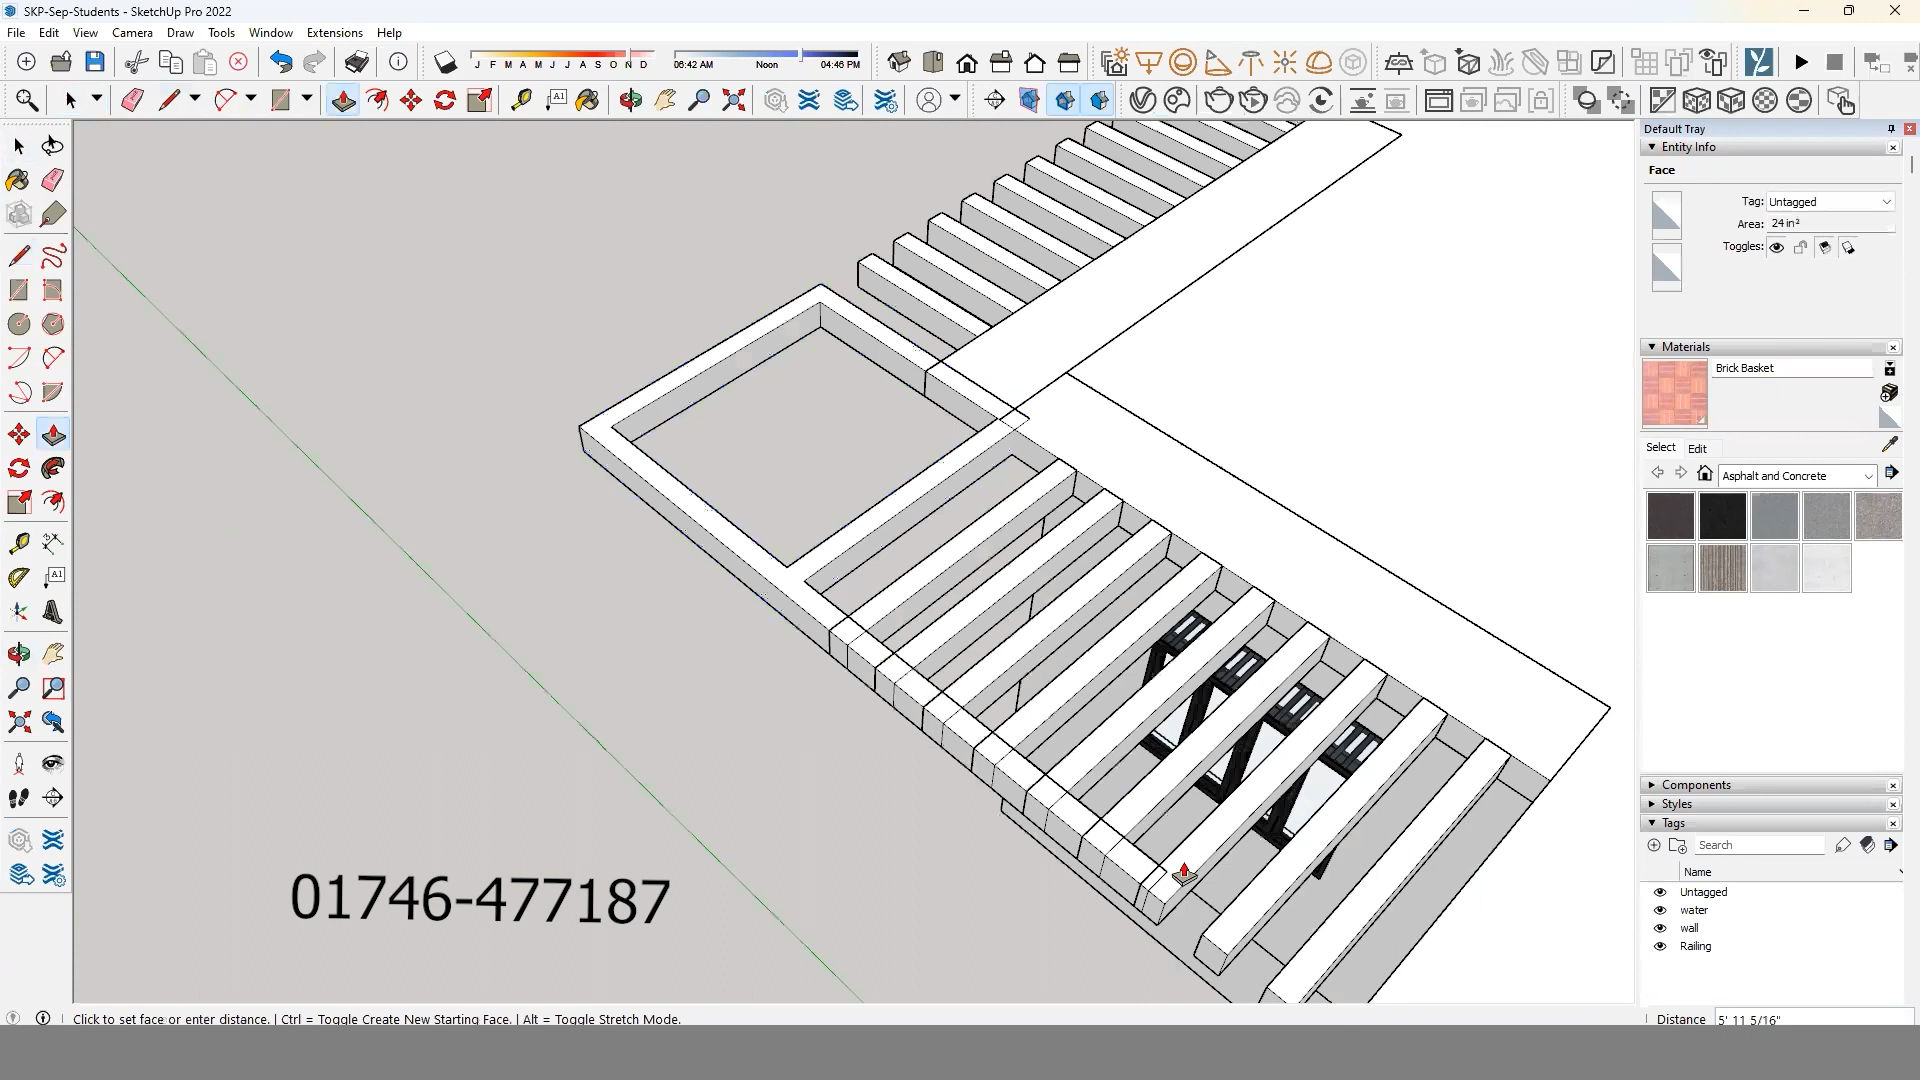 SKP-Sep-Students - SketchUp Pro 2022
File Edit View Camera Draw Tools Window Extensions Help
J F M A M J J A S O N D 06:42 AM Noon 04:46 PM
A1
Default Tray
Entity Info
Face
Tag: Untagged
Area: 24 in²
Toggles:
Materials
Brick Basket
Select Edit
Asphalt and Concrete
A1
Components
Styles
Tags
Search
Name
Untagged
water
wall
Railing
01746-477187
Click to set face or enter distance. | Ctrl = Toggle Create New Starting Face. | Alt = Toggle Stretch Mode.
Distance 5' 11 5/16"